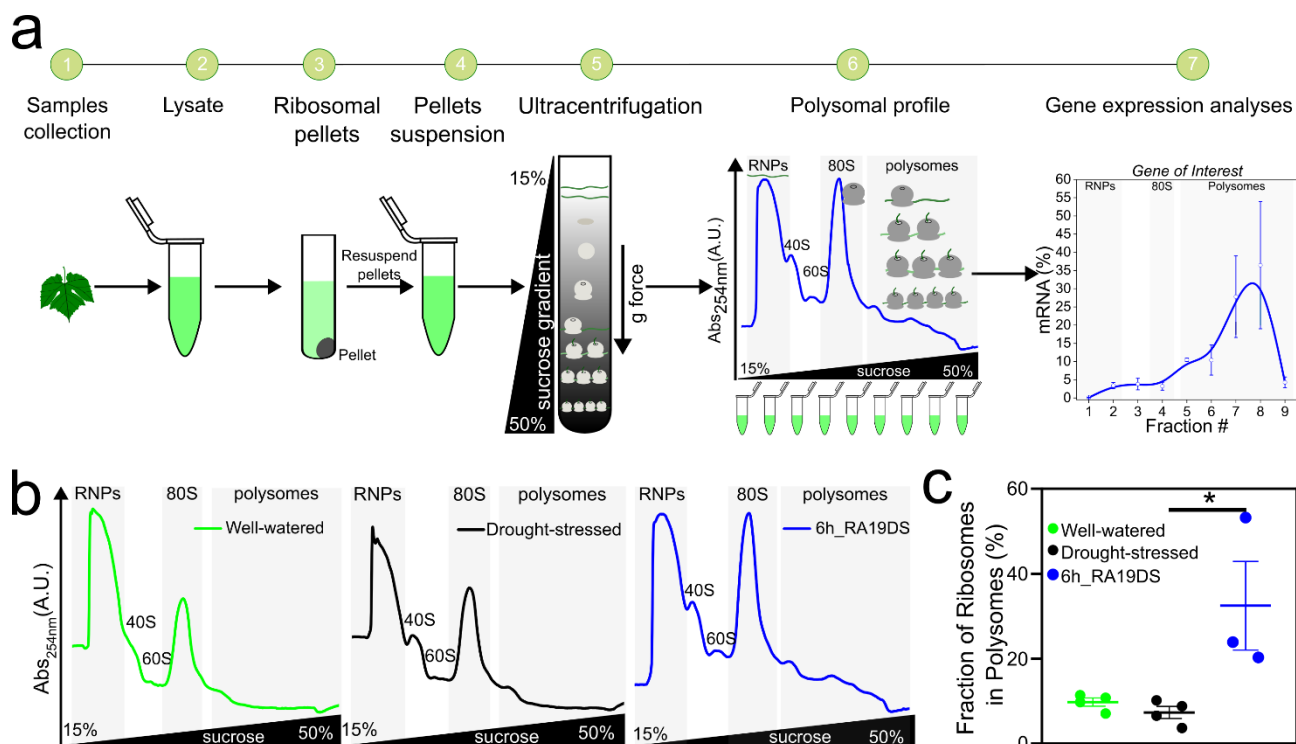 a
1 2 3 4 5 6 7
Samples collection
Lysate
Ribosomal pellets
Pellets suspension
Ultracentrifugation
Polysomal profile
Gene expression analyses
Resuspend pellets
Pellet
15%
sucrose gradient
50%
g force
Abs254nm(A.U.)
RNPs
40S
60S
80S
polysomes
15% sucrose 50%
Gene of Interest
RNPs 80S Polysomes
mRNA (%)
60
55
50
45
40
35
30
25
20
15
10
5
0
1 2 3 4 5 6 7 8 9
Fraction #
b
Abs254nm(A.U.)
RNPs 80S polysomes
Well-watered
40S
60S
15% sucrose 50%
RNPs 80S polysomes
Drought-stressed
40S
60S
15% sucrose 50%
RNPs 80S polysomes
6h_RA19DS
40S
60S
15% sucrose 50%
c
Fraction of Ribosomes
in Polysomes (%)
60
40
20
0
Well-watered
Drought-stressed
6h_RA19DS
*